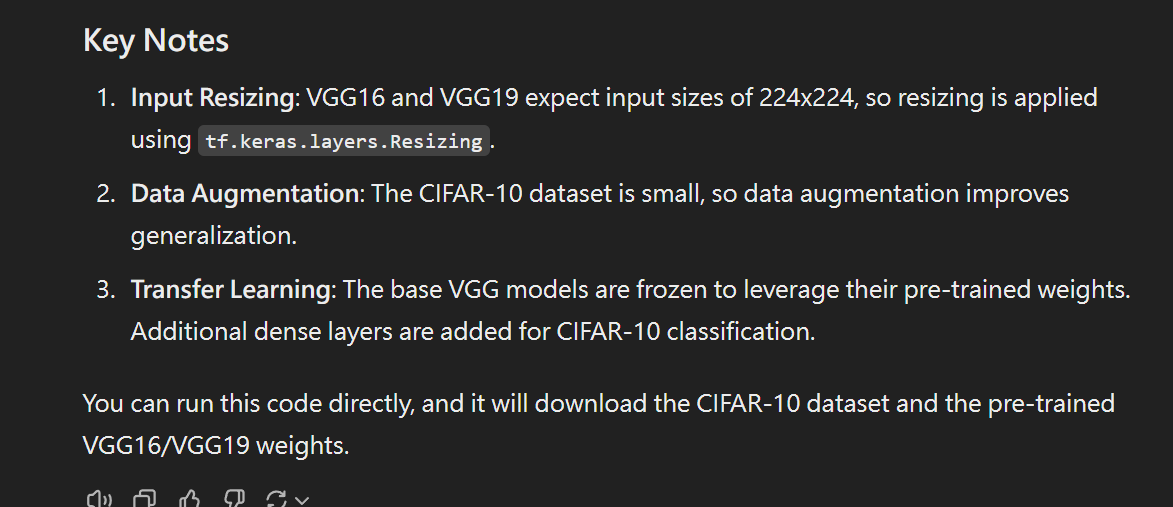 Key Notes
1. Input Resizing: VGG16 and VGG19 expect input sizes of 224x224, so resizing is applied
using tf.keras.layers.Resizing.
2. Data Augmentation: The CIFAR-10 dataset is small, so data augmentation improves
generalization.
3. Transfer Learning: The base VGG models are frozen to leverage their pre-trained weights.
Additional dense layers are added for CIFAR-10 classification.
You can run this code directly, and it will download the CIFAR-10 dataset and the pre-trained
VGG16/VGG19 weights.